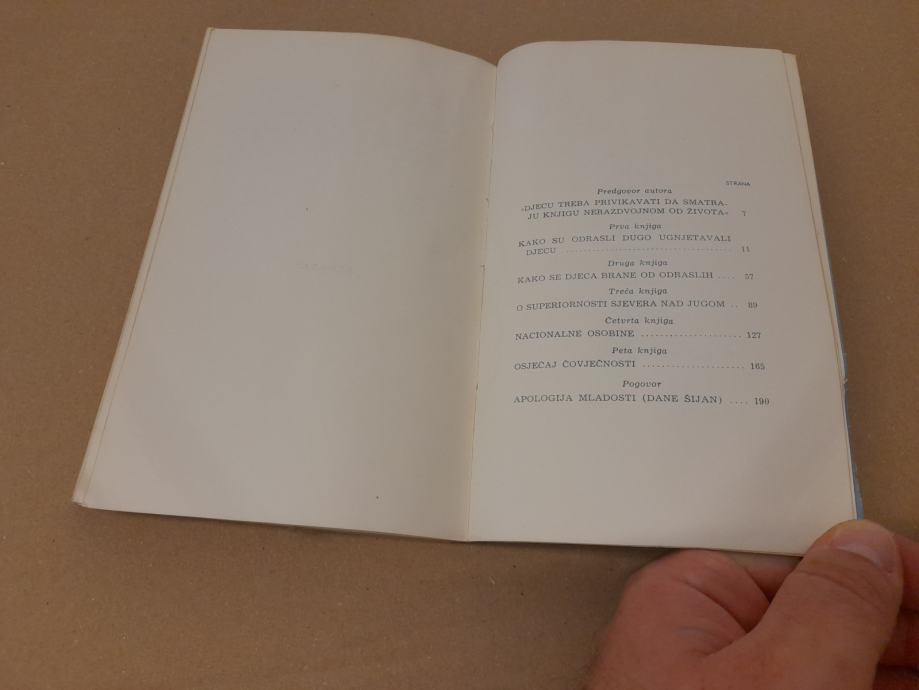 STRANA
Predgovor autora
»DJECU TREBA PRIVIKAVATI DA SMATRA-
JU KNJIGU NERAZDVOJNOM OD ŽIVOTA« 7
Prva knjiga
KAKO SU ODRASLI DUGO UGNJETAVALI
DJECU ........................................ 11
Druga knjiga
KAKO SE DJECA BRANE OD ODRASLIH .... 57
Treća knjiga
O SUPERIORNOSTI SJEVERA NAD JUGOM .. 89
Četvrta knjiga
NACIONALNE OSOBINE ..................... 127
Peta knjiga
OSJEĆAJ ČOVJEČNOSTI ...................... 165
Pogovor
APOLOGIJA MLADOSTI (DANE ŠIJAN) .... 190